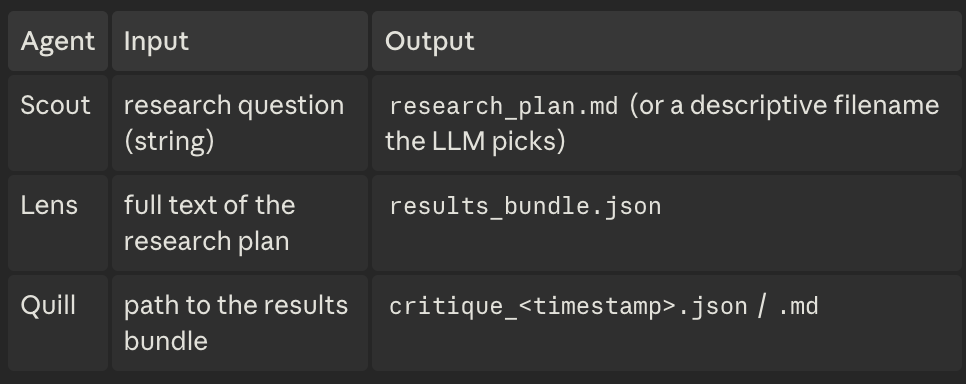 Agent Input Output
Scout research question research_plan.md (or a descriptive filename
(string) the LLM picks)
Lens full text of the results_bundle.json
research plan
Quill path to the results critique_<timestamp>.json / .md
bundle